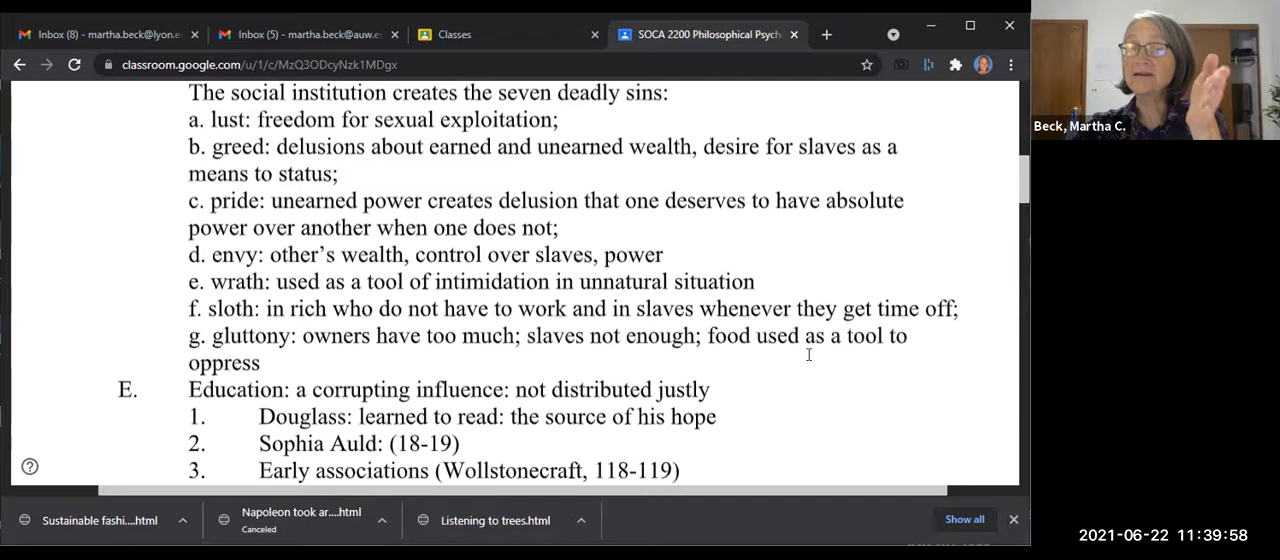 Inbox (8) - martha.beck@lyon.e
Inbox (5) - martha.beck@auw.e
Classes
SOCA 2200 Philosophical Psych
classroom.google.com/u/1/c/MzQ3ODcyNzk1MDgx
The social institution creates the seven deadly sins:
a. lust: freedom for sexual exploitation;
b. greed: delusions about earned and unearned wealth, desire for slaves as a
means to status;
c. pride: unearned power creates delusion that one deserves to have absolute
power over another when one does not;
d. envy: other's wealth, control over slaves, power
e. wrath: used as a tool of intimidation in unnatural situation
f. sloth: in rich who do not have to work and in slaves whenever they get time off;
g. gluttony: owners have too much; slaves not enough; food used as a tool to
oppress
E. Education: a corrupting influence: not distributed justly
1. Douglass: learned to read: the source of his hope
2. Sophia Auld: (18-19)
3. Early associations (Wollstonecraft, 118-119)
Beck, Martha C.
Sustainable fashi....html
Napoleon took ar....html
Canceled
Listening to trees.html
Show all
2021-06-22 11:39:58